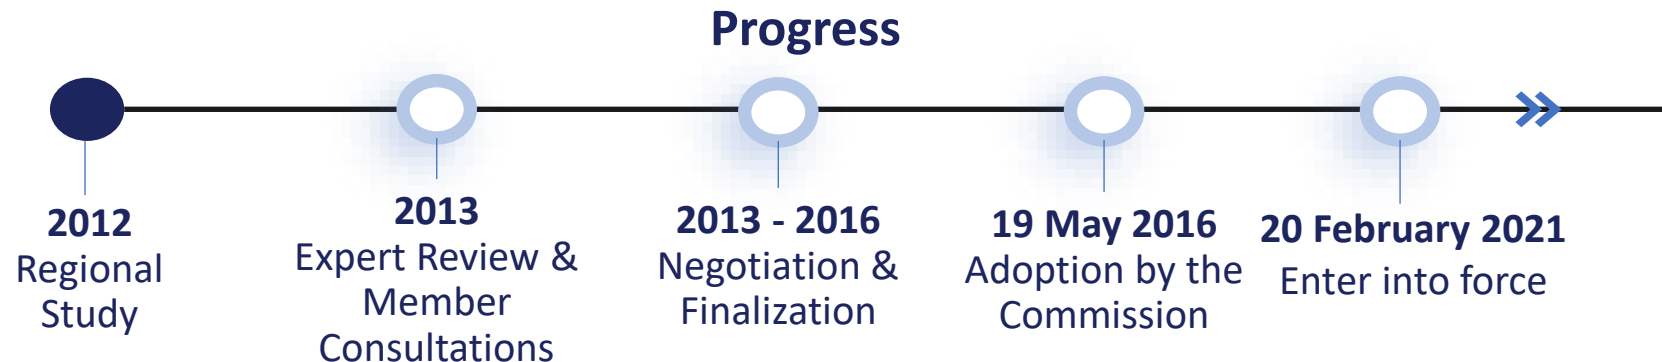 Progress
2012
Regional
Study
2013
Expert Review &
Member
Consultations
2013 - 2016
Negotiation &
Finalization
19 May 2016
Adoption by the
Commission
20 February 2021
Enter into force